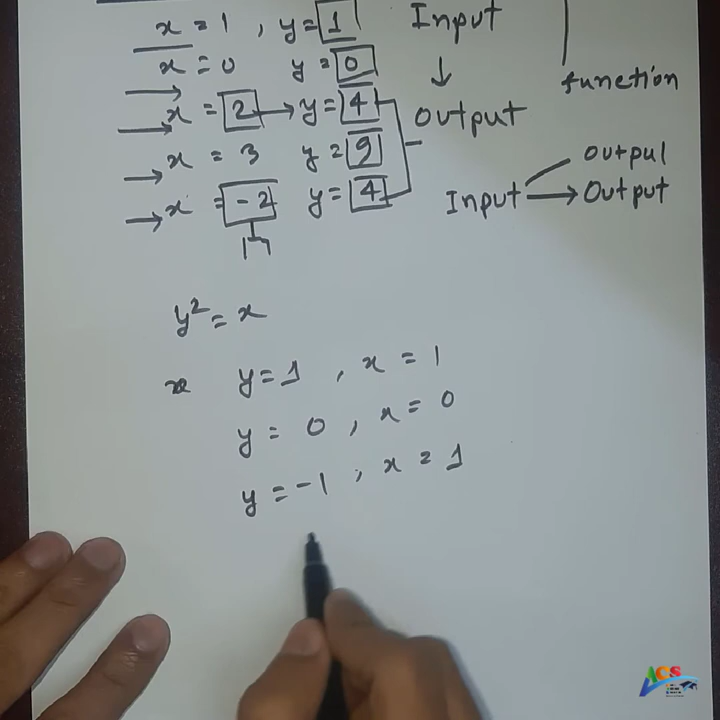 x = 1 , y = 1
x = 0 y = 0
x = 2 → y = 4
x = 3 y = 9
x = -2 y = 4
Input
↓
Output
function
Output
Input → Output
y² = x
y = 1 , x = 1
y = 0 , x = 0
y = -1 , x = 1
ACS